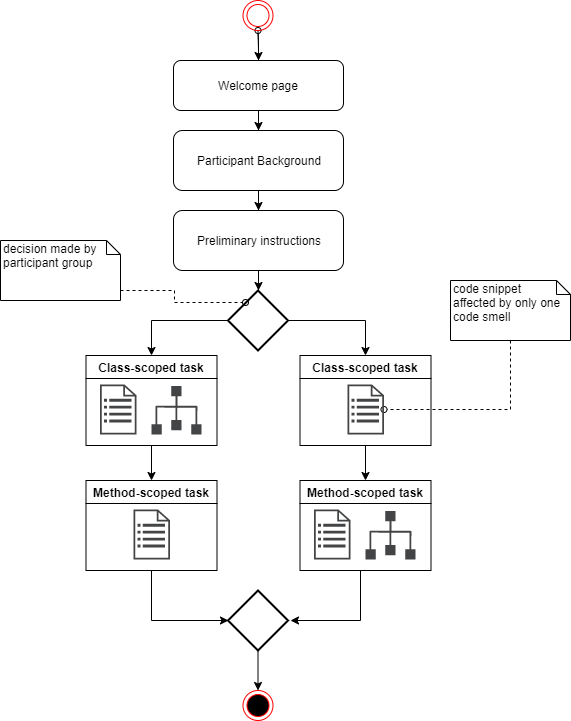 Welcome page
Participant Background
Preliminary instructions
decision made by
participant group
code snippet
affected by only one
code smell
Class-scoped task
Class-scoped task
Method-scoped task
Method-scoped task